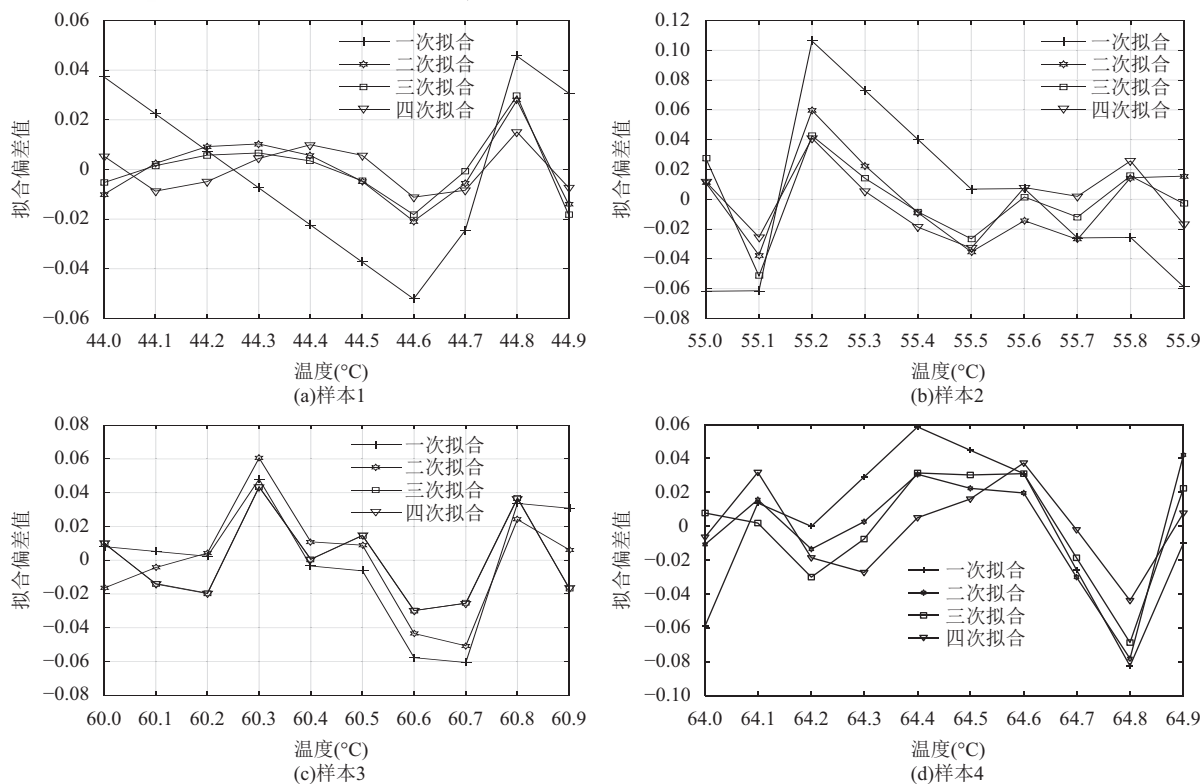 0.06
0.04
0.02
0
−0.02
−0.04
−0.06
拟合偏差值
一次拟合
二次拟合
三次拟合
四次拟合
44.0 44.1 44.2 44.3 44.4 44.5 44.6 44.7 44.8 44.9
温度(°C)
(a)样本1
0.12
0.10
0.08
0.06
0.04
0.02
0
−0.02
−0.04
−0.06
−0.08
拟合偏差值
一次拟合
二次拟合
三次拟合
四次拟合
55.0 55.1 55.2 55.3 55.4 55.5 55.6 55.7 55.8 55.9
温度(°C)
(b)样本2
0.08
0.06
0.04
0.02
0
−0.02
−0.04
−0.06
−0.08
拟合偏差值
一次拟合
二次拟合
三次拟合
四次拟合
60.0 60.1 60.2 60.3 60.4 60.5 60.6 60.7 60.8 60.9
温度(°C)
(c)样本3
0.06
0.04
0.02
0
−0.02
−0.04
−0.06
−0.08
−0.10
拟合偏差值
一次拟合
二次拟合
三次拟合
四次拟合
64.0 64.1 64.2 64.3 64.4 64.5 64.6 64.7 64.8 64.9
温度(°C)
(d)样本4